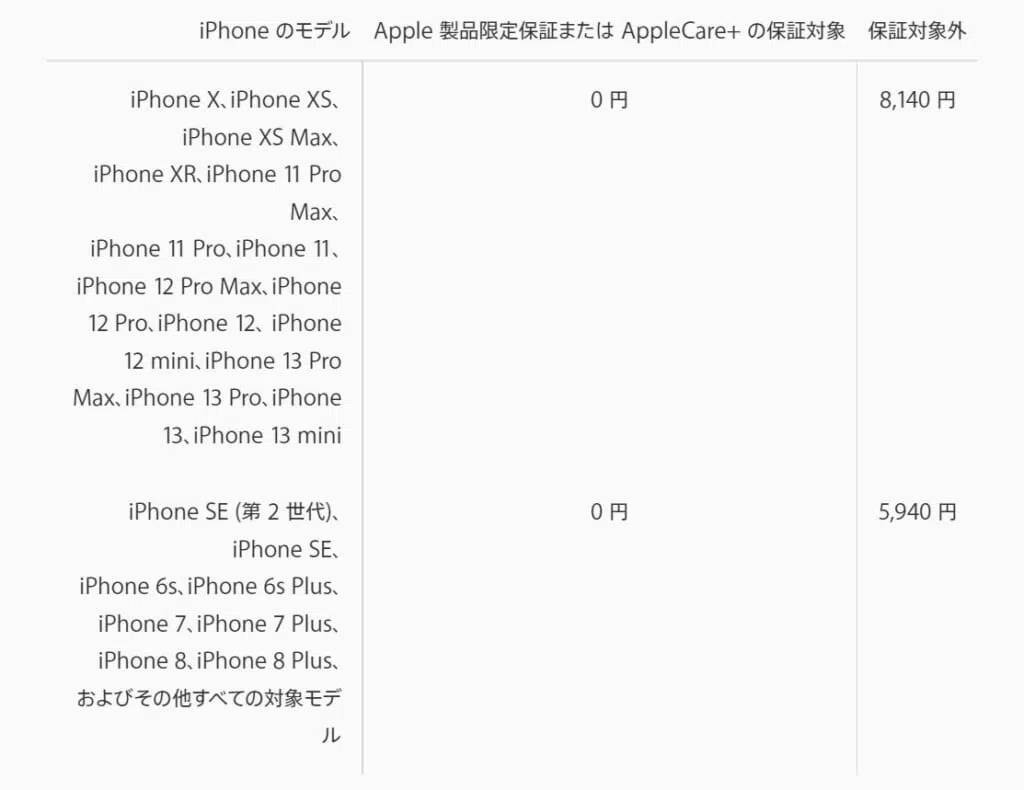 iPhone のモデル Apple 製品限定保証または AppleCare+ の保証対象 保証対象外
iPhone X、iPhone XS、 0 円 8,140 円
iPhone XS Max、
iPhone XR、iPhone 11 Pro
Max、
iPhone 11 Pro、iPhone 11、
iPhone 12 Pro Max、iPhone
12 Pro、iPhone 12、 iPhone
12 mini、iPhone 13 Pro
Max、iPhone 13 Pro、iPhone
13、iPhone 13 mini
iPhone SE (第 2 世代)、 0 円 5,940 円
iPhone SE、
iPhone 6s、iPhone 6s Plus、
iPhone 7、iPhone 7 Plus、
iPhone 8、iPhone 8 Plus、
およびその他すべての対象モデ
ル